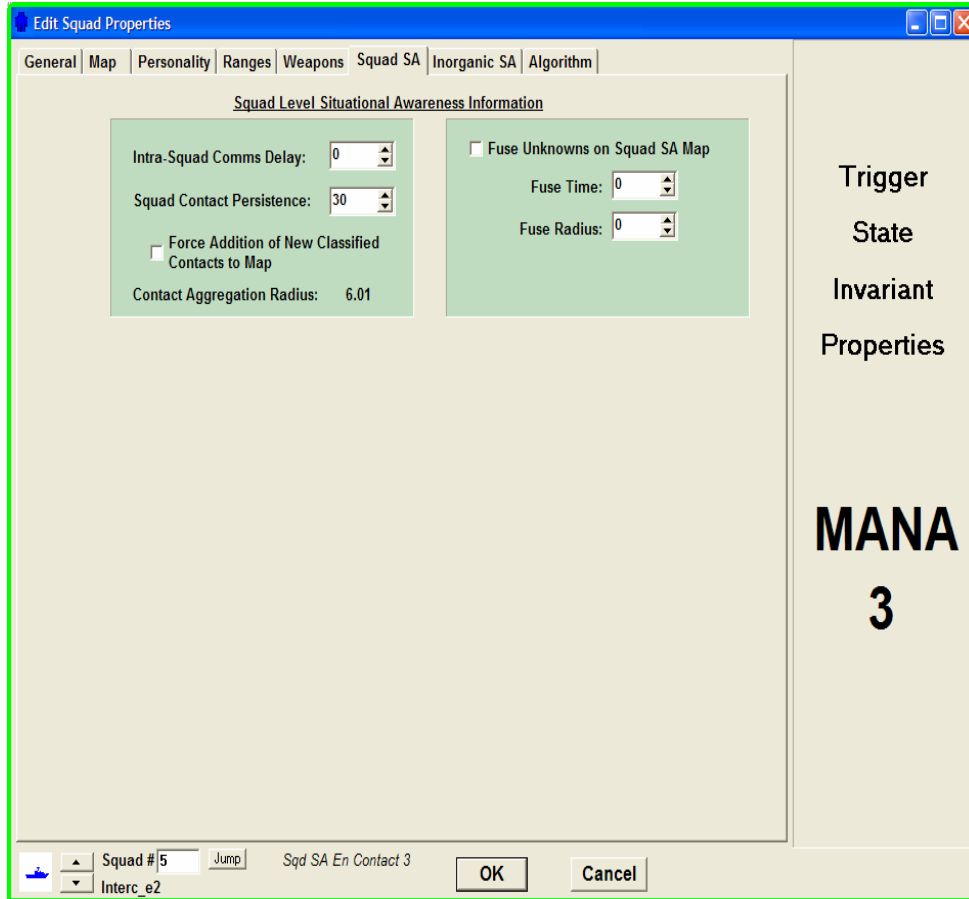 Edit Squad Properties
General Map Personality Ranges Weapons Squad SA Inorganic SA Algorithm
Squad Level Situational Awareness Information
Intra-Squad Comms Delay: 0
Squad Contact Persistence: 30
Force Addition of New Classified
Contacts to Map
Contact Aggregation Radius: 6.01
Fuse Unknowns on Squad SA Map
Fuse Time: 0
Fuse Radius: 0
Trigger
State
Invariant
Properties
MANA
3
Squad # 5 Jump Sqd SA En Contact 3 OK Cancel
Interc_e2